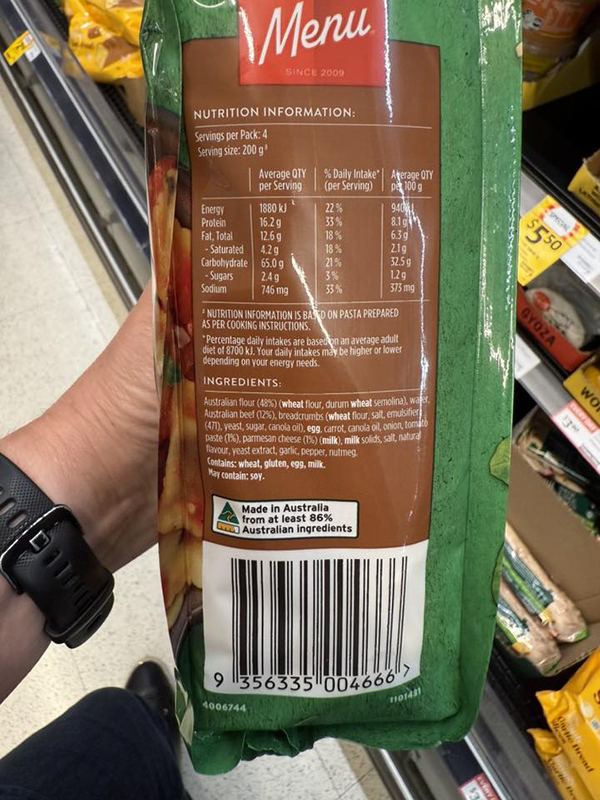 Menu
SINCE 2009
NUTRITION INFORMATION:
Servings per Pack: 4
Serving size: 200 g#
Average QTY per Serving | % Daily Intake* (per Serving) | Average QTY per 100 g
Energy 1880 kJ 22 % 940
Protein 16.2 g 33 % 8.1 g
Fat, Total 12.6 g 18 % 6.3 g
- Saturated 4.2 g 18 % 2.1 g
Carbohydrate 65.0 g 21 % 32.5 g
- Sugars 2.4 g 3 % 1.2 g
Sodium 746 mg 33 % 373 mg
# NUTRITION INFORMATION IS BASED ON PASTA PREPARED
AS PER COOKING INSTRUCTIONS.
*Percentage daily intakes are based on an average adult
diet of 8700 kJ. Your daily intakes may be higher or lower
depending on your energy needs.
INGREDIENTS:
Australian flour (48%) (wheat flour, durum wheat semolina), water,
Australian beef (12%), breadcrumbs (wheat flour, salt, emulsifier
(471), yeast, sugar, canola oil), egg, carrot, canola oil, onion, tomato
paste (1%), parmesan cheese (1%) (milk), milk solids, salt, natural
flavour, yeast extract, garlic, pepper, nutmeg.
Contains: wheat, gluten, egg, milk.
May contain: soy.
Made in Australia
from at least 86%
Australian ingredients
9 356335 004666 >
4006744
1101431
SPECIAL
$5.50
GYOZA